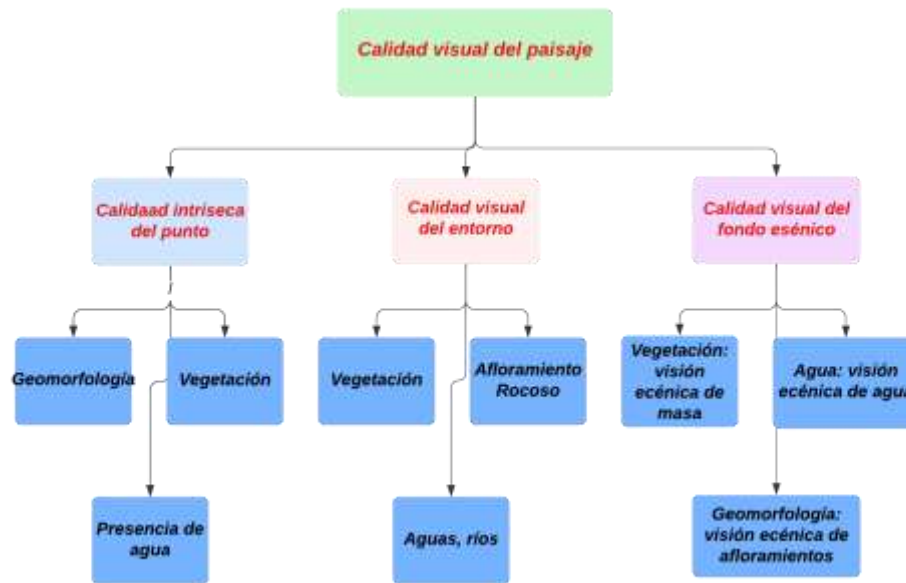 Calidad visual del paisaje
Calidaad intriseca
del punto
Calidad visual
del entorno
Calidad visual del
fondo esénico
Geomorfología
Vegetación
Vegetación
Afloramiento
Rocoso
Vegetación:
visión
ecénica de
masa
Agua: visión
ecénica de agua
Presencia de
agua
Aguas, ríos
Geomorfología:
visión ecénica de
afloramientos